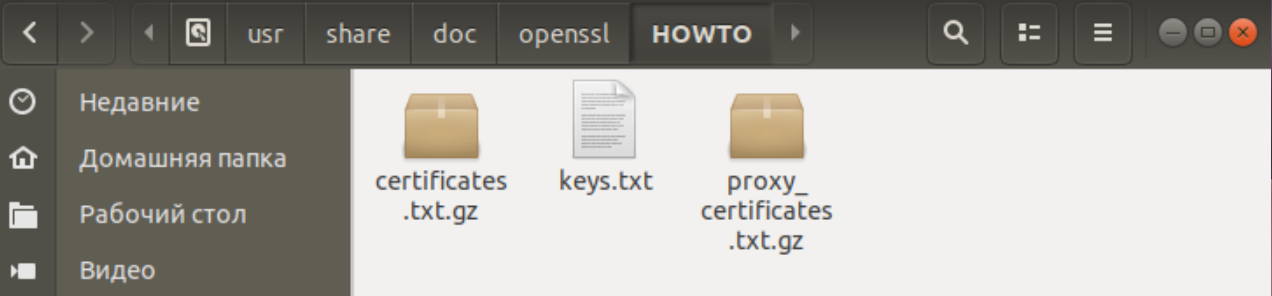 usr share doc openssl HOWTO
Недавние
Домашняя папка
Рабочий стол
Видео
certificates
.txt.gz
keys.txt
proxy_
certificates
.txt.gz